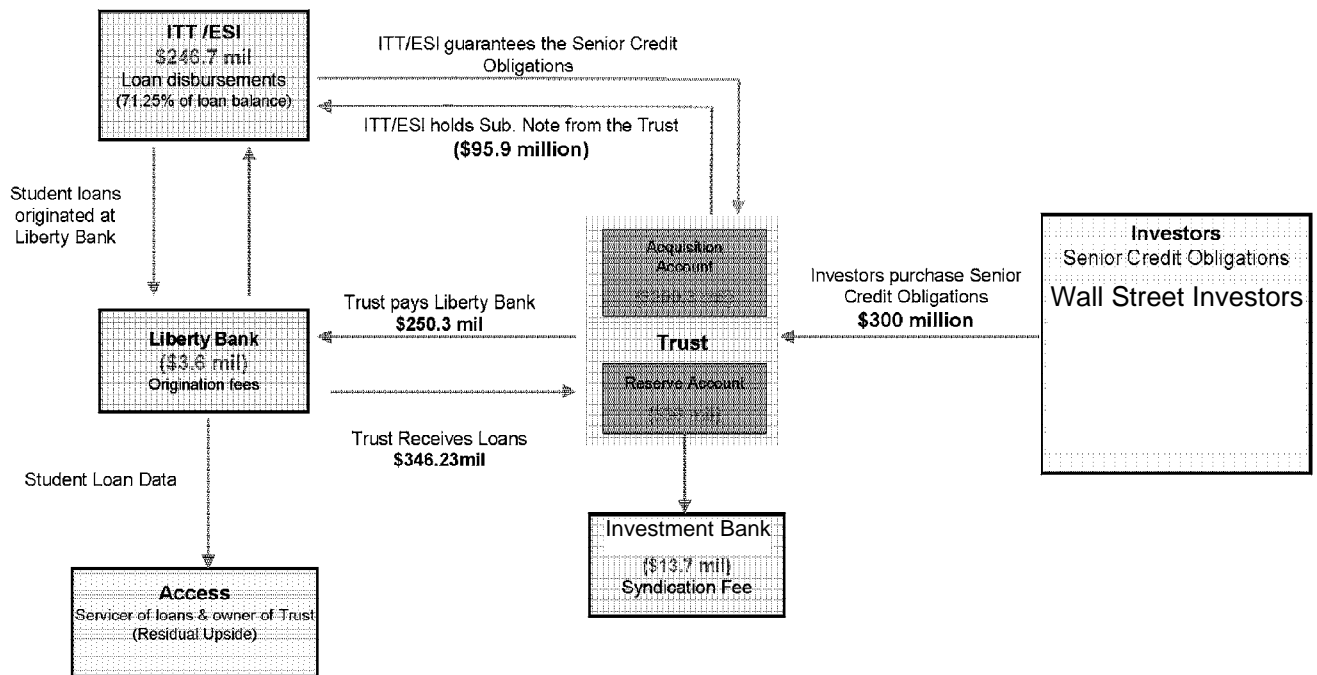 ITT /ESI
$246.7 mil
Loan disbursements
(71.25% of loan balance)
ITT/ESI guarantees the Senior Credit
Obligations
ITT/ESI holds Sub. Note from the Trust
($95.9 million)
Student loans
originated at
Liberty Bank
Acquisition
Account
Trust
Reserve Account
Investors purchase Senior
Credit Obligations
$300 million
Investors
Senior Credit Obligations
Wall Street Investors
Trust pays Liberty Bank
$250.3 mil
Liberty Bank
($3.6 mil)
Origination fees
Trust Receives Loans
$346.23mil
Student Loan Data
Investment Bank
($13.7 mil)
Syndication Fee
Access
Servicer of loans & owner of Trust
(Residual Upside)